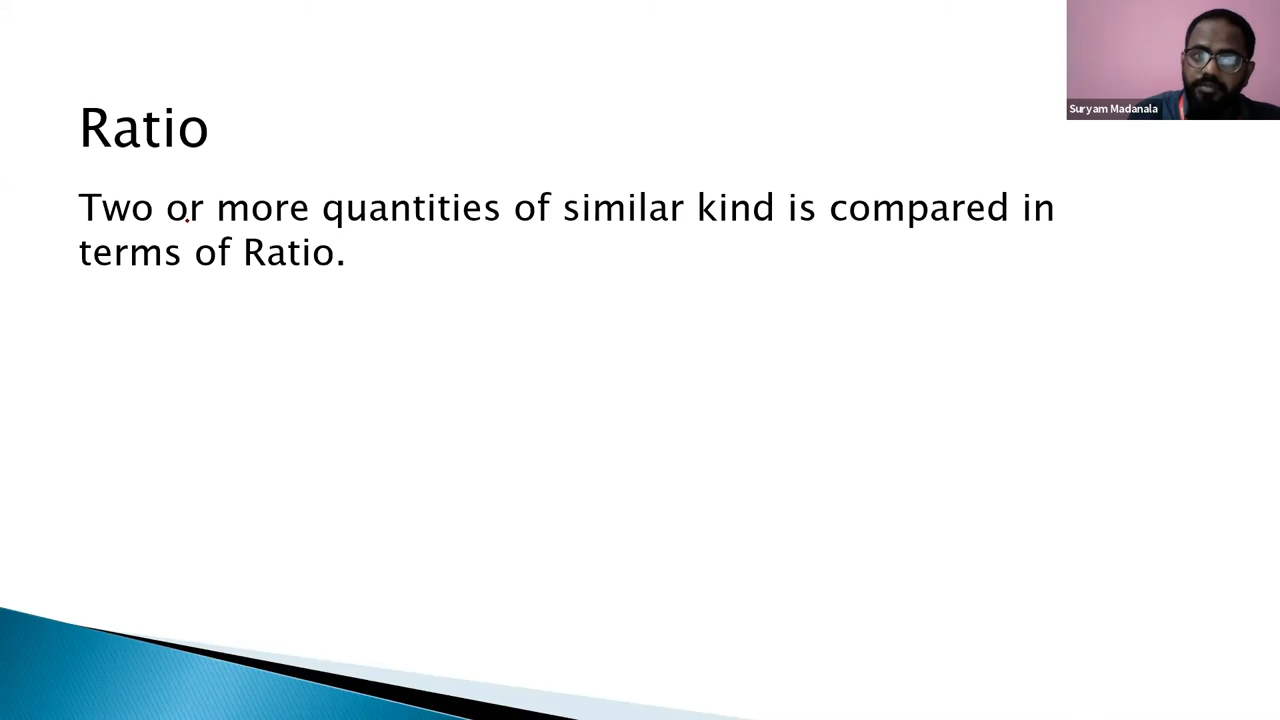 Suryam Madanala
Ratio
Two or more quantities of similar kind is compared in
terms of Ratio.